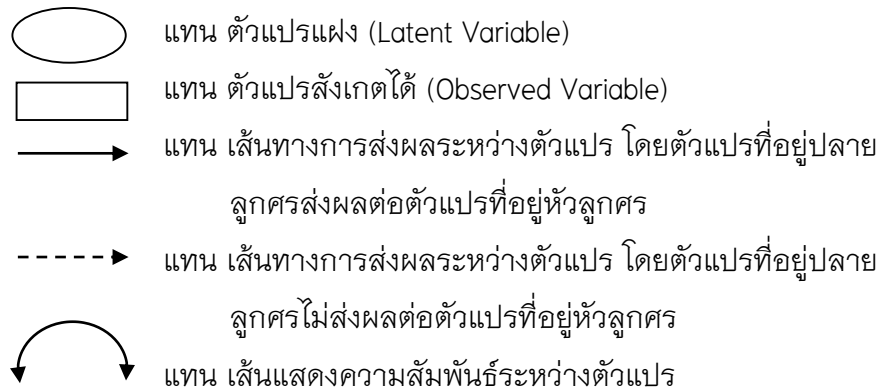 แทน ตัวแปรแฝง (Latent Variable)
แทน ตัวแปรสังเกตได้ (Observed Variable)
แทน เส้นทางการส่งผลระหว่างตัวแปร โดยตัวแปรที่อยู่ปลาย
ลูกศรส่งผลต่อตัวแปรที่อยู่หัวลูกศร
แทน เส้นทางการส่งผลระหว่างตัวแปร โดยตัวแปรที่อยู่ปลาย
ลูกศรไม่ส่งผลต่อตัวแปรที่อยู่หัวลูกศร
แทน เส้นแสดงความสัมพันธ์ระหว่างตัวแปร